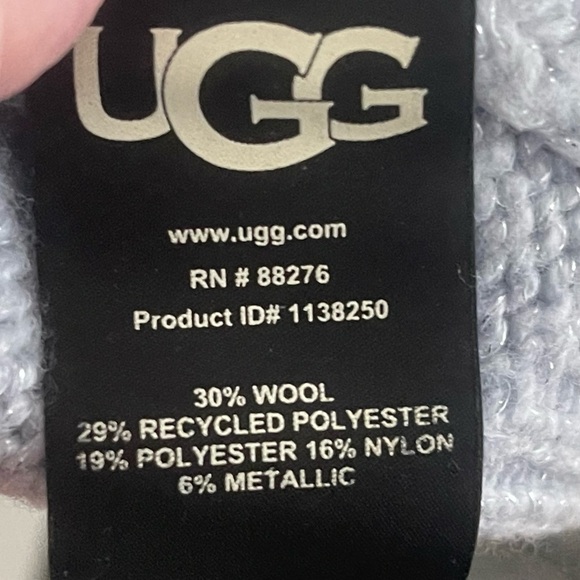 UGG
www.ugg.com
RN # 88276
Product ID# 1138250
30% WOOL
29% RECYCLED POLYESTER
19% POLYESTER 16% NYLON
6% METALLIC